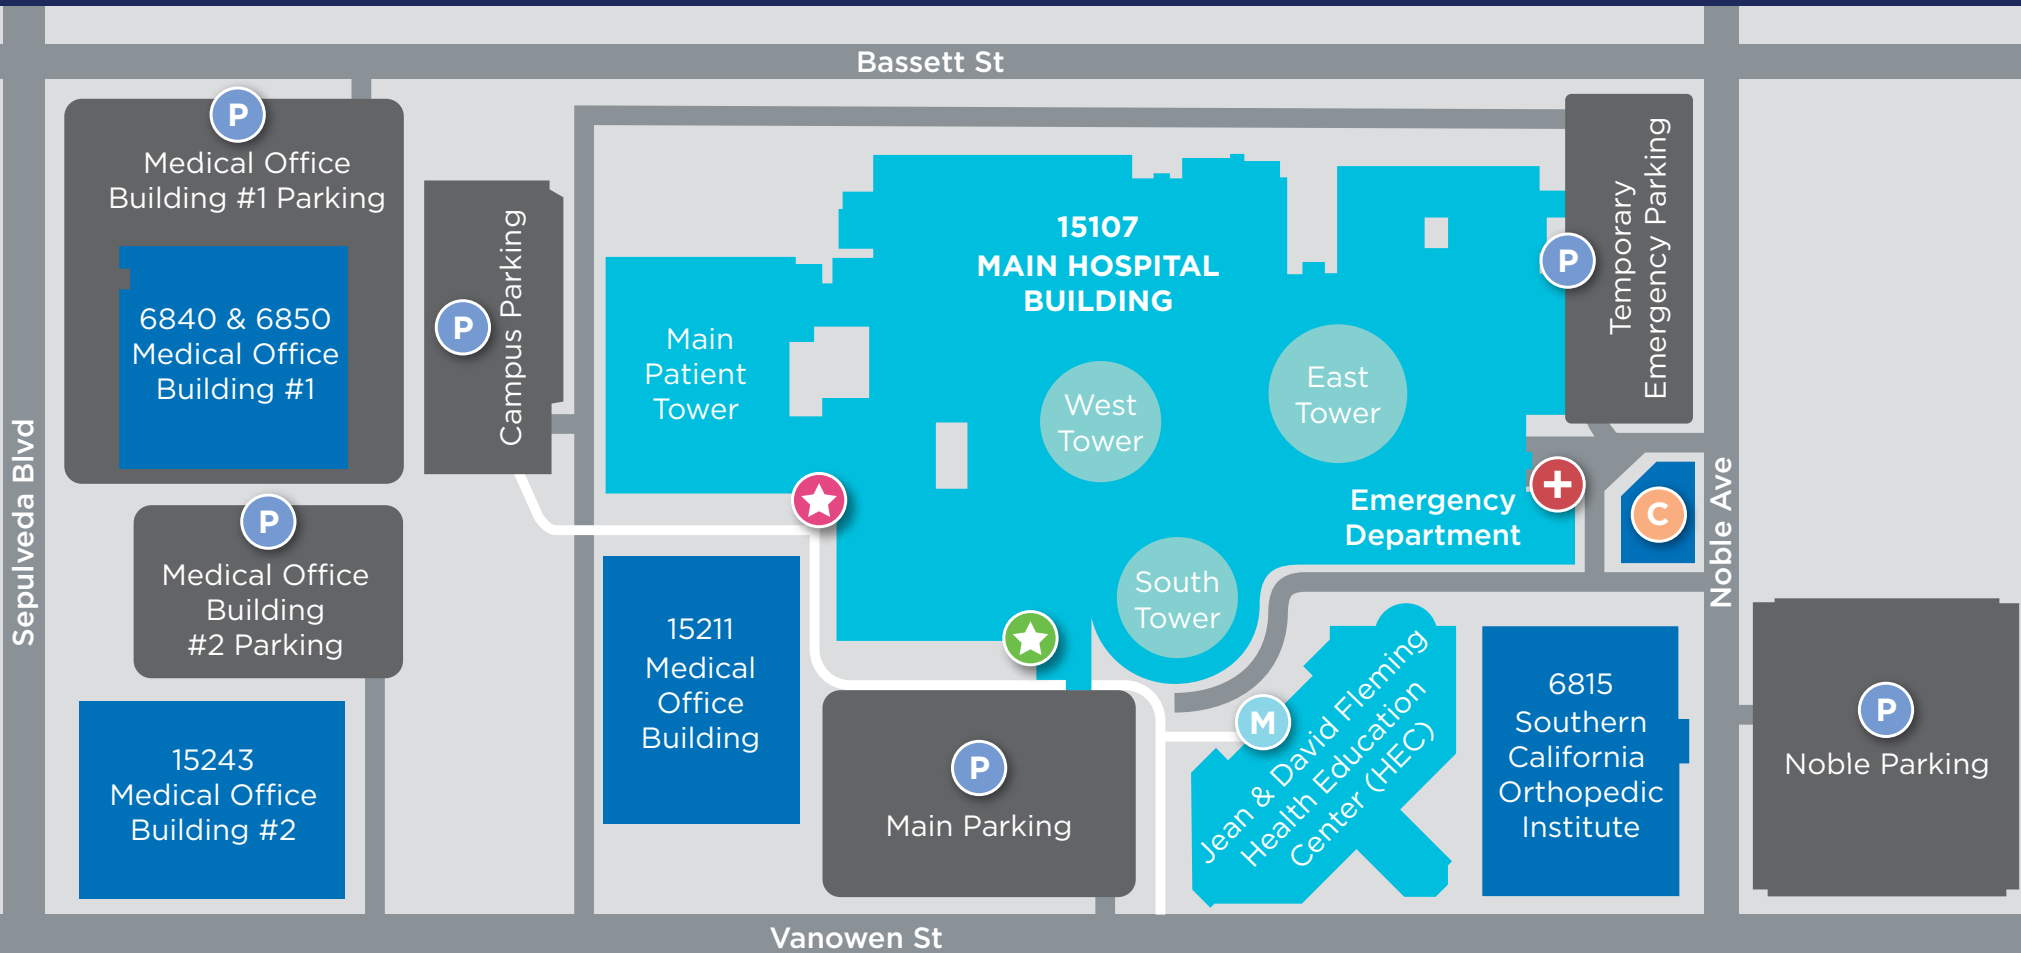 Bassett St
P
Medical Office
Building #1 Parking
6840 & 6850
Medical Office
Building #1
P
Campus Parking
Main
Patient
Tower
15107
MAIN HOSPITAL
BUILDING
West
Tower
East
Tower
P
Temporary
Emergency Parking
Sepulveda Blvd
P
Medical Office
Building
#2 Parking
Emergency
Department
C
Noble Ave
South
Tower
15211
Medical
Office
Building
15243
Medical Office
Building #2
P
Main Parking
M
Jean & David Fleming
Health Education
Center (HEC)
6815
Southern
California
Orthopedic
Institute
P
Noble Parking
Vanowen St